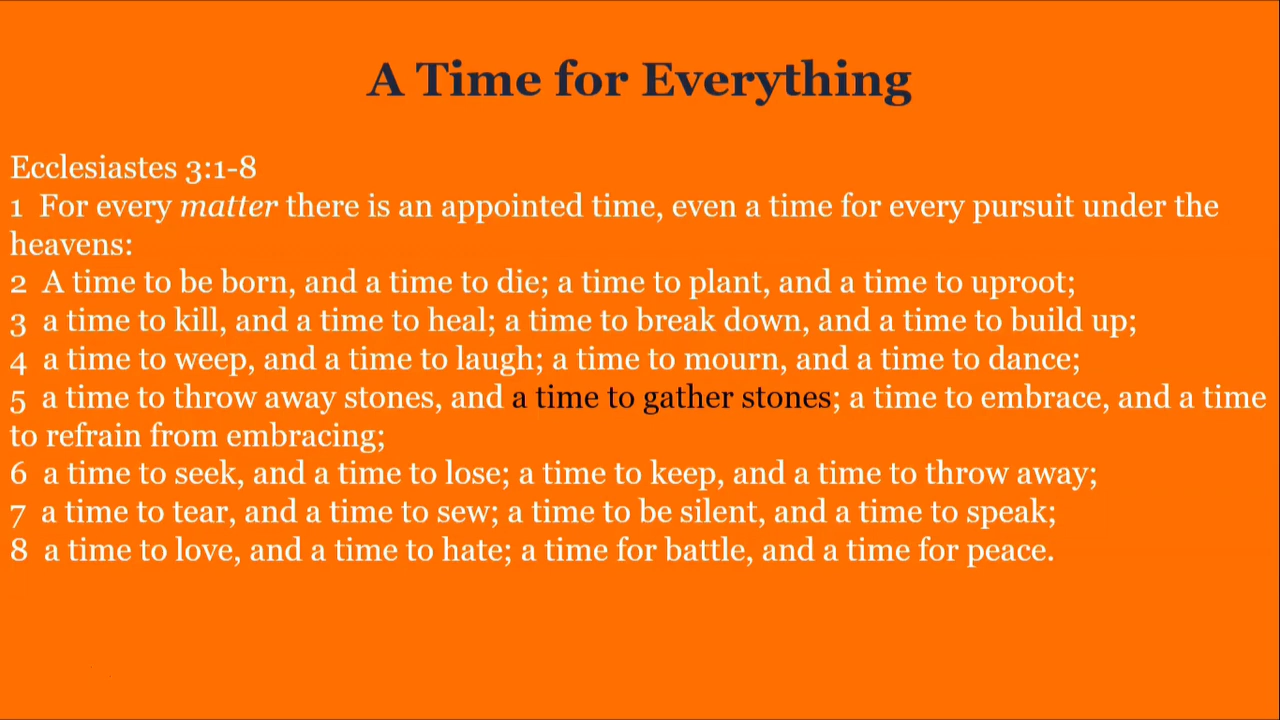 A Time for Everything
Ecclesiastes 3:1-8
1 For every matter there is an appointed time, even a time for every pursuit under the
heavens:
2 A time to be born, and a time to die; a time to plant, and a time to uproot;
3 a time to kill, and a time to heal; a time to break down, and a time to build up;
4 a time to weep, and a time to laugh; a time to mourn, and a time to dance;
5 a time to throw away stones, and a time to gather stones; a time to embrace, and a time
to refrain from embracing;
6 a time to seek, and a time to lose; a time to keep, and a time to throw away;
7 a time to tear, and a time to sew; a time to be silent, and a time to speak;
8 a time to love, and a time to hate; a time for battle, and a time for peace.